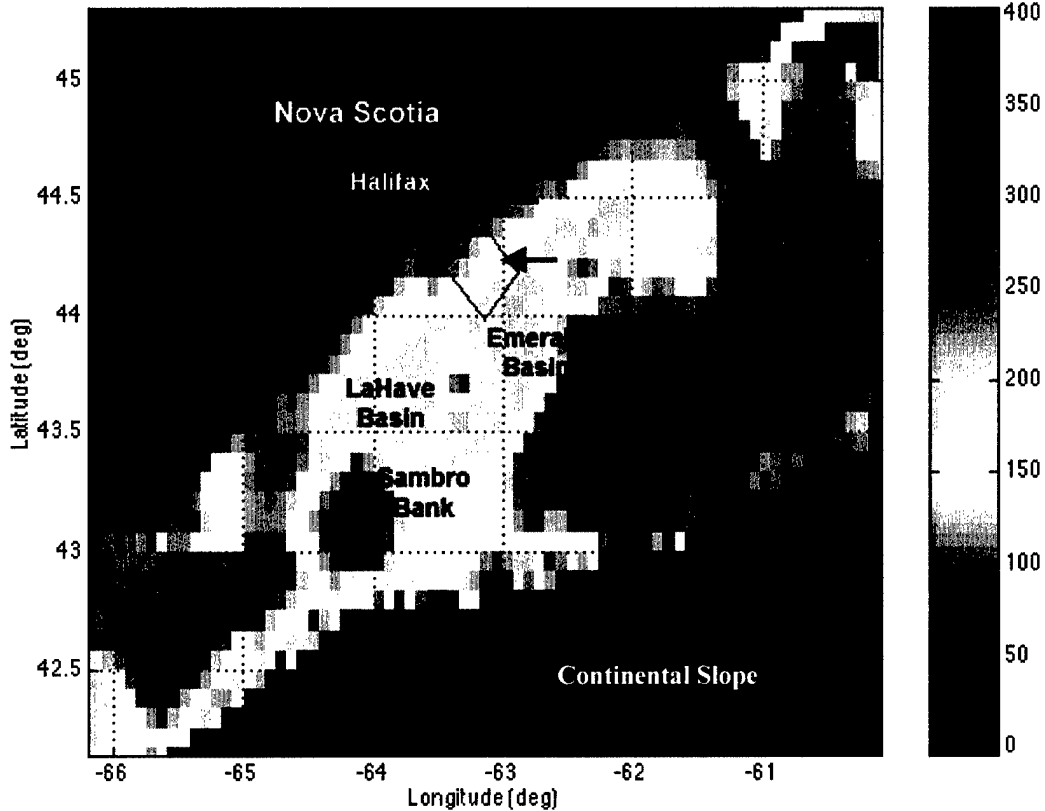 45
44.5
44
43.5
43
42.5
Latitude(deg)
Nova Scotia
Halifax
Emeral
Basin
LaHave
Basin
Sambro
Bank
Continental Slope
-66
-65
-64
-63
-62
-61
Longitude(deg)
400
350
300
250
200
150
100
50
0